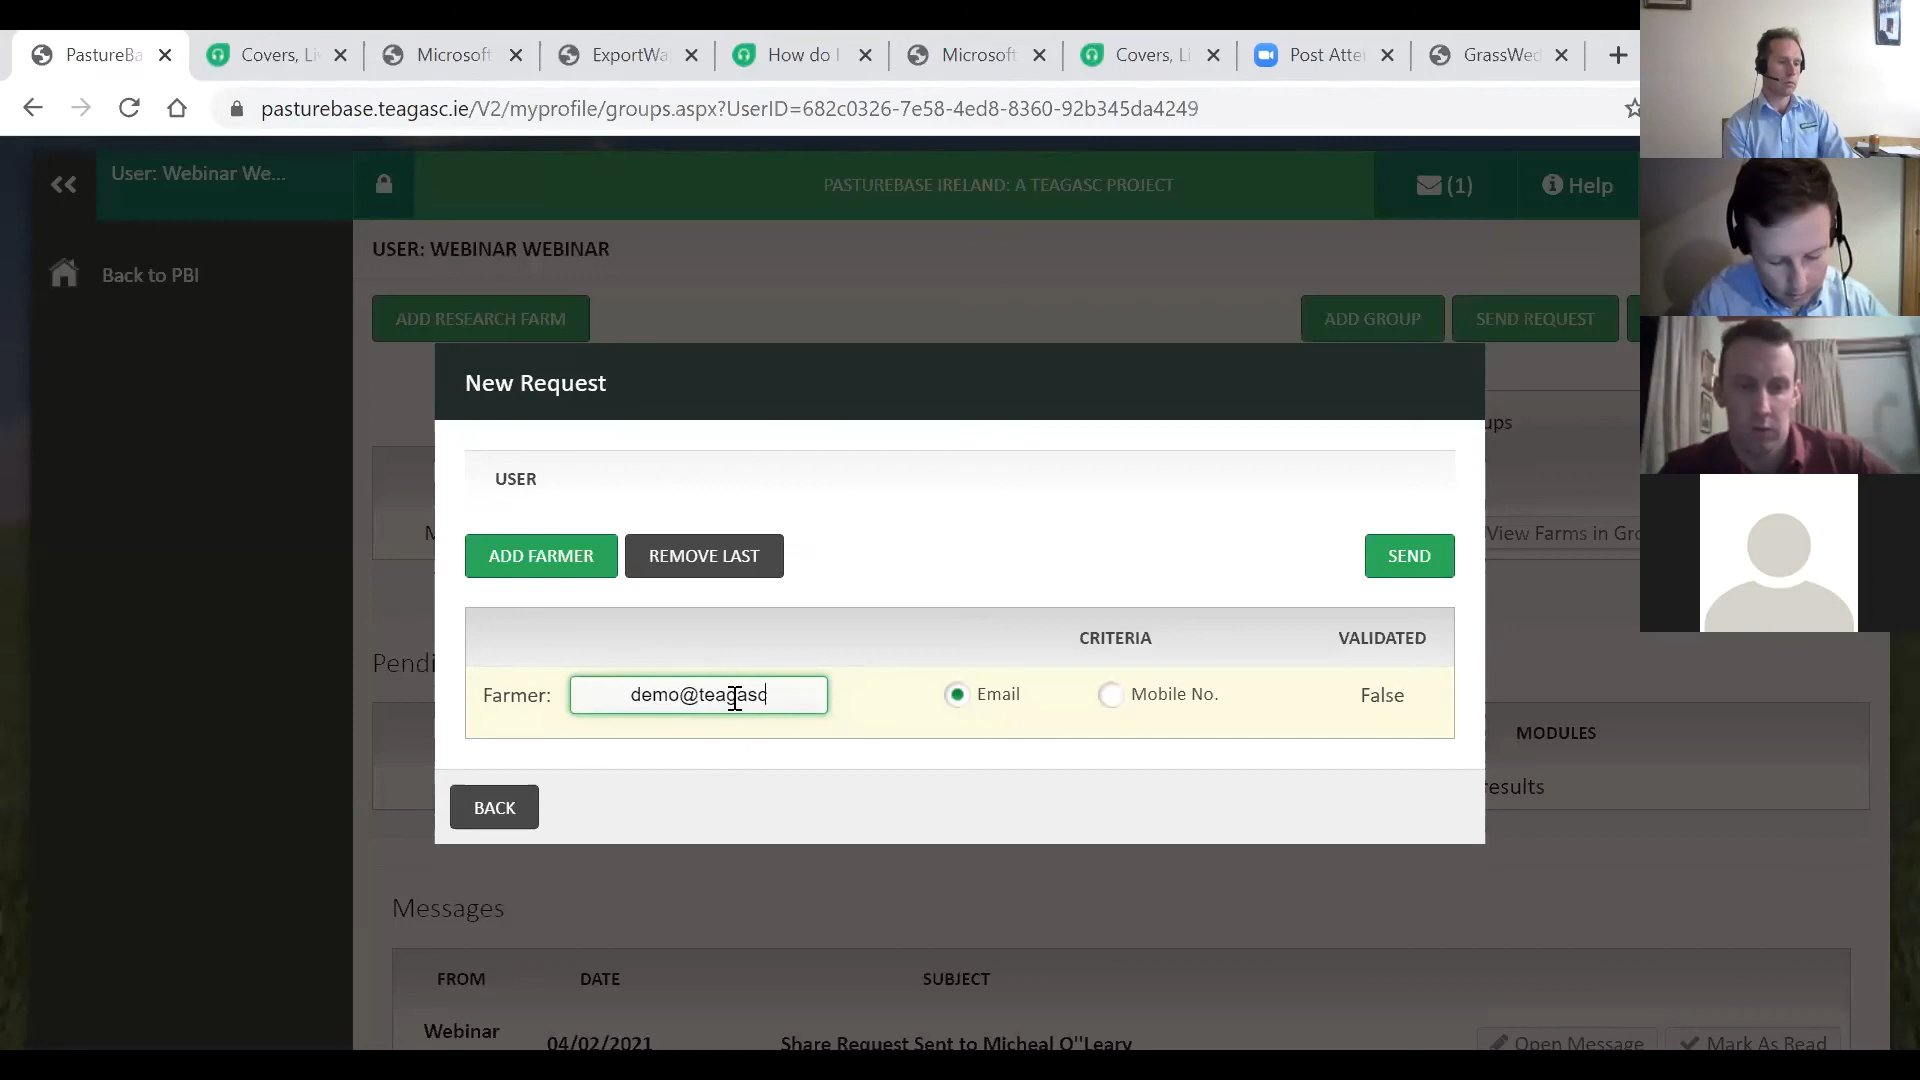 PastureBa
Covers, Li
Microsoft
ExportWa
How do I
Microsoft
Covers, Li
Post Atte
GrassWed
pasturebase.teagasc.ie/V2/myprofile/groups.aspx?UserID=682c0326-7e58-4ed8-8360-92b345da4249
User: Webinar We...
PASTUREBASE IRELAND: A TEAGASC PROJECT
(1)
Help
Back to PBI
USER: WEBINAR WEBINAR
ADD RESEARCH FARM
ADD GROUP
SEND REQUEST
New Request
ups
USER
M
View Farms in Gro
ADD FARMER
REMOVE LAST
SEND
CRITERIA
VALIDATED
Pendi
Farmer:
demo@teagasc
Email
Mobile No.
False
MODULES
results
BACK
Messages
FROM
DATE
SUBJECT
Webinar
04/02/2021
Share Request Sent to Micheal O''Leary
Open Message
Mark As Read